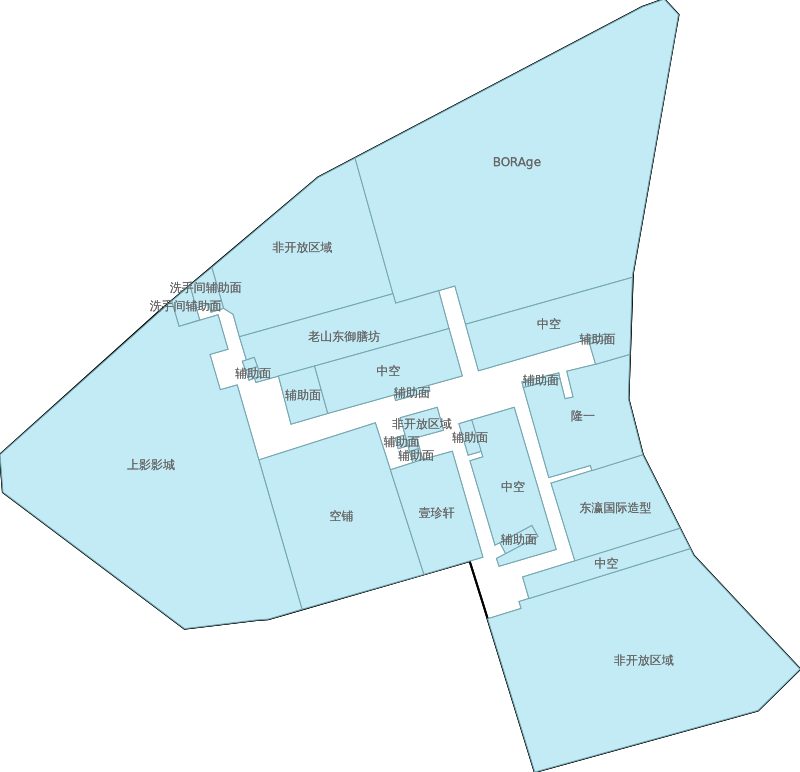 BORAge
非开放区域
洗手间辅助面
洗手间辅助面
中空
老山东御膳坊
辅助面
中空
辅助面
辅助面
辅助面
辅助面
隆一
非开放区域
辅助面
辅助面
辅助面
上影影城
中空
东瀛国际造型
空铺
壹珍轩
辅助面
中空
非开放区域